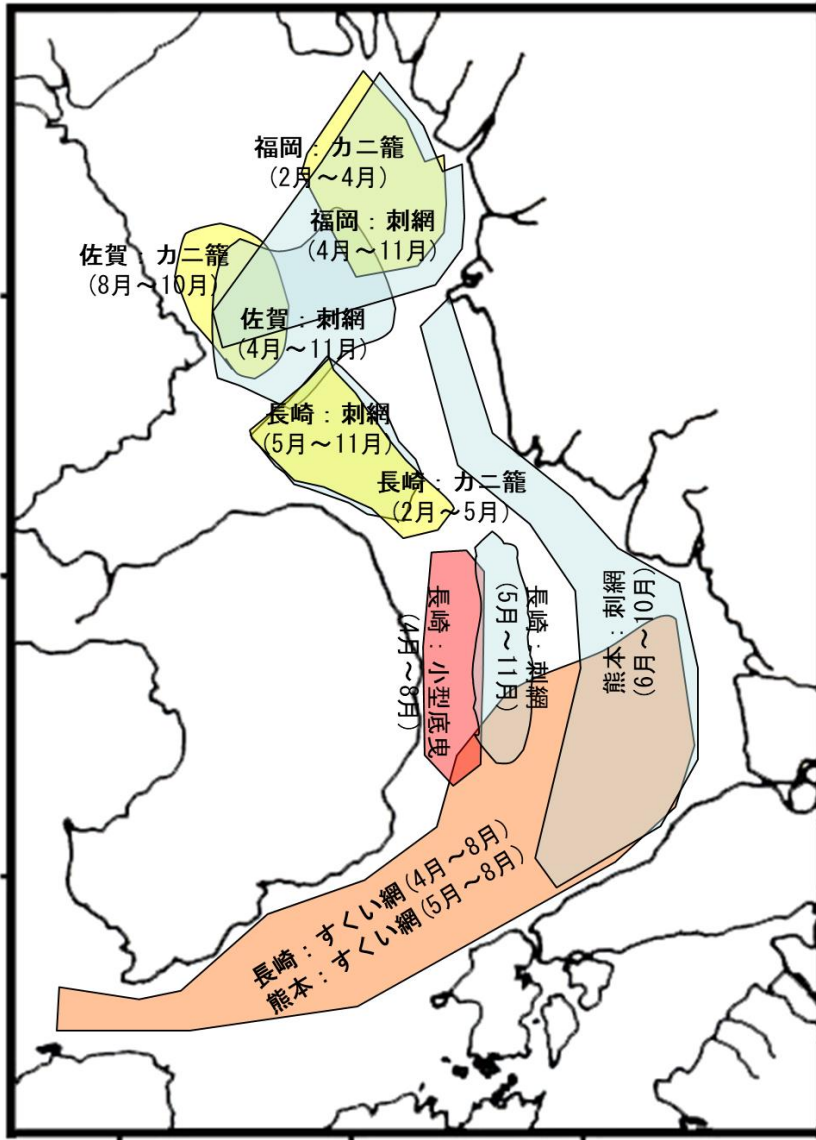 福岡：カニ籠
(2月～4月)
福岡：刺網
(4月～11月)
佐賀：カニ籠
(8月～10月)
佐賀：刺網
(4月～11月)
長崎：刺網
(5月～11月)
長崎：カニ籠
(2月～5月)
長崎：小型底曳
(4月～8月)
長崎：刺網
(5月～11月)
熊本：刺網
(6月～10月)
長崎：すくい網(4月～8月)
熊本：すくい網(5月～8月)